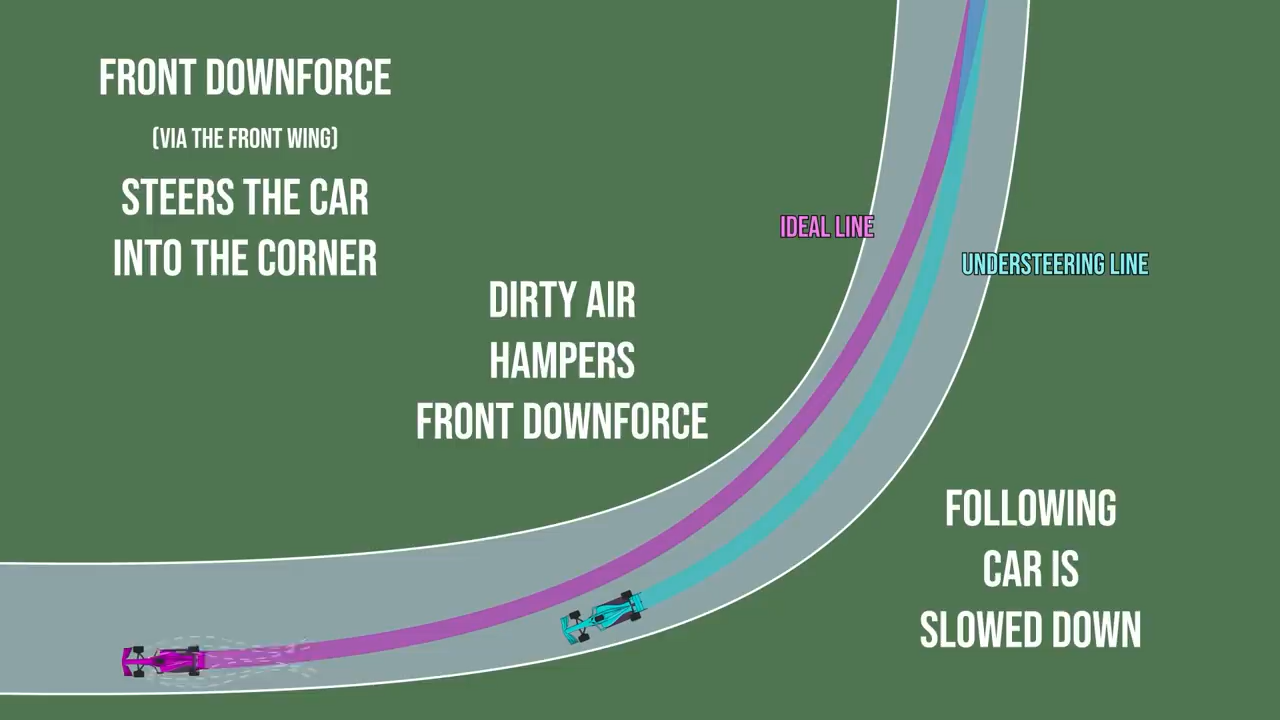 FRONT DOWNFORCE
(VIA THE FRONT WING)
STEERS THE CAR
INTO THE CORNER
DIRTY AIR
HAMPERS
FRONT DOWNFORCE
IDEAL LINE
UNDERSTEERING LINE
FOLLOWING
CAR IS
SLOWED DOWN